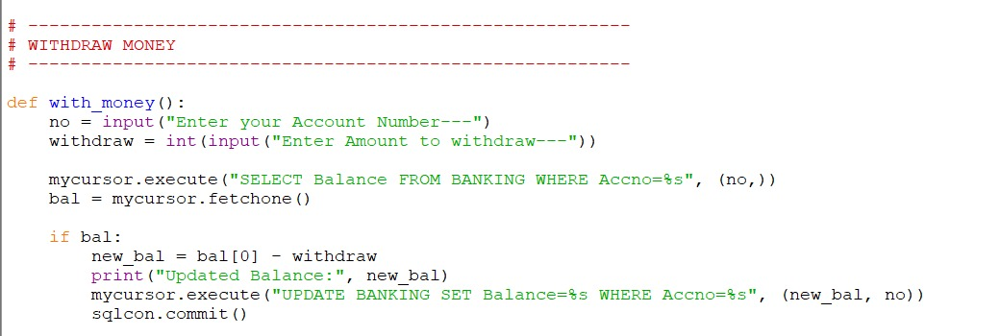 # ---------------------------------------------------------
# WITHDRAW MONEY
# ---------------------------------------------------------
def with_money():
    no = input("Enter your Account Number---")
    withdraw = int(input("Enter Amount to withdraw---"))
    mycursor.execute("SELECT Balance FROM BANKING WHERE Accno=%s", (no,))
    bal = mycursor.fetchone()
    if bal:
        new_bal = bal[0] - withdraw
        print("Updated Balance:", new_bal)
        mycursor.execute("UPDATE BANKING SET Balance=%s WHERE Accno=%s", (new_bal, no))
        sqlcon.commit()